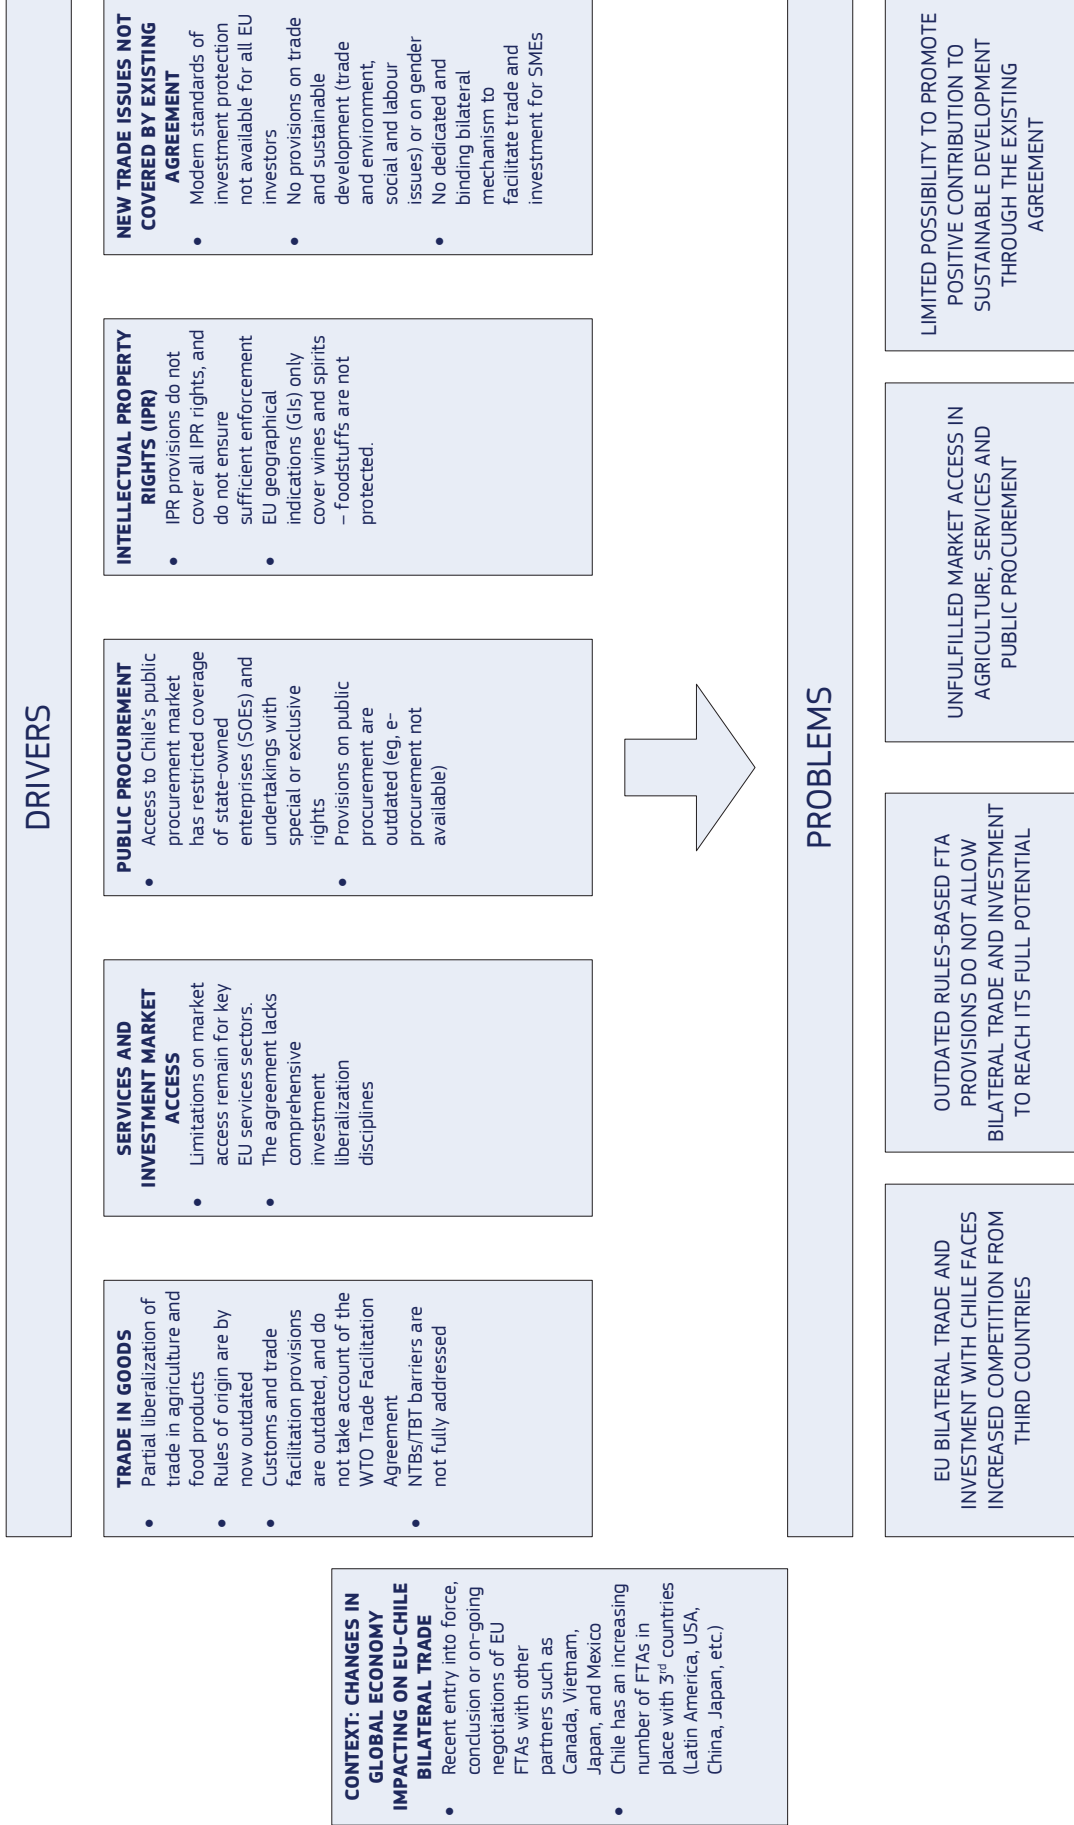 DRIVERS
CONTEXT: CHANGES IN
GLOBAL ECONOMY
IMPACTING ON EU-CHILE
BILATERAL TRADE
• Recent entry into force,
conclusion or on-going
negotiations of EU
FTAs with other
partners such as
Canada, Vietnam,
Japan, and Mexico
• Chile has an increasing
number of FTAs in
place with 3rd countries
(Latin America, USA,
China, Japan, etc.)
TRADE IN GOODS
• Partial liberalization of
trade in agriculture and
food products
• Rules of origin are by
now outdated
• Customs and trade
facilitation provisions
are outdated, and do
not take account of the
WTO Trade Facilitation
Agreement
• NTBs/TBT barriers are
not fully addressed
SERVICES AND
INVESTMENT MARKET
ACCESS
• Limitations on market
access remain for key
EU services sectors.
• The agreement lacks
comprehensive
investment
liberalization
disciplines
PUBLIC PROCUREMENT
• Access to Chile's public
procurement market
has restricted coverage
of state-owned
enterprises (SOEs) and
undertakings with
special or exclusive
rights
• Provisions on public
procurement are
outdated (eg, e-
procurement not
available)
INTELLECTUAL PROPERTY
RIGHTS (IPR)
• IPR provisions do not
cover all IPR rights, and
do not ensure
sufficient enforcement
• EU geographical
indications (GIs) only
cover wines and spirits
– foodstuffs are not
protected.
NEW TRADE ISSUES NOT
COVERED BY EXISTING
AGREEMENT
• Modern standards of
investment protection
not available for all EU
investors
• No provisions on trade
and sustainable
development (trade
and environment,
social and labour
issues) or on gender
• No dedicated and
binding bilateral
mechanism to
facilitate trade and
investment for SMEs
PROBLEMS
EU BILATERAL TRADE AND
INVESTMENT WITH CHILE FACES
INCREASED COMPETITION FROM
THIRD COUNTRIES
OUTDATED RULES-BASED FTA
PROVISIONS DO NOT ALLOW
BILATERAL TRADE AND INVESTMENT
TO REACH ITS FULL POTENTIAL
UNFULFILLED MARKET ACCESS IN
AGRICULTURE, SERVICES AND
PUBLIC PROCUREMENT
LIMITED POSSIBILITY TO PROMOTE
POSITIVE CONTRIBUTION TO
SUSTAINABLE DEVELOPMENT
THROUGH THE EXISTING
AGREEMENT